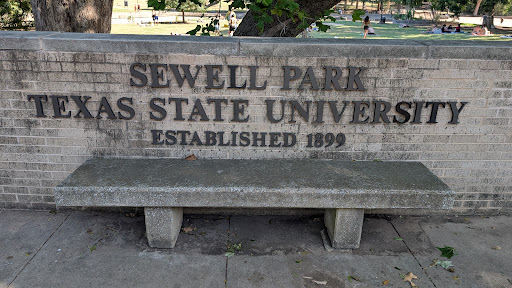 SEWELL PARK
TEXAS STATE UNIVERSITY
ESTABLISHED 1899